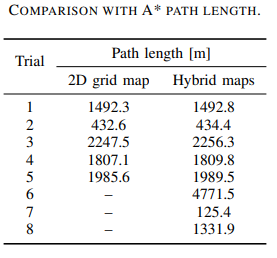 COMPARISON WITH A* PATH LENGTH.
Trial Path length [m]
2D grid map Hybrid maps
1 1492.3 1492.8
2 432.6 434.4
3 2247.5 2256.3
4 1807.1 1809.8
5 1985.6 1989.5
6 – 4771.5
7 – 125.4
8 – 1331.9